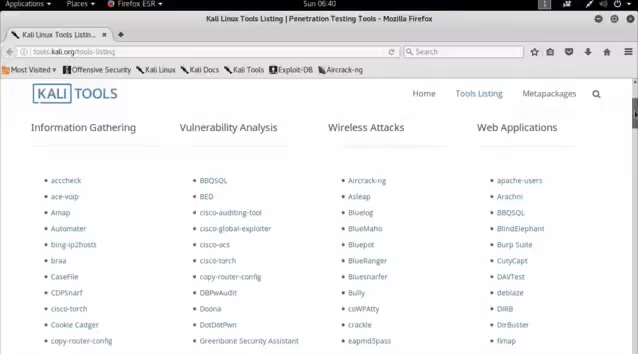 Applications Places Firefox ESR Sun 06:40 1
Kali Linux Tools Listing | Penetration Testing Tools - Mozilla Firefox
Kali Linux Tools Listin...
tools.kali.org/tools-listing Search
Most Visited Offensive Security Kali Linux Kali Docs Kali Tools Exploit-DB Aircrack-ng
KALI TOOLS Home Tools Listing Metapackages
Information Gathering Vulnerability Analysis Wireless Attacks Web Applications
acccheck BBQSQL Aircrack-ng apache-users
ace-voip BED Asleap Arachni
Amap cisco-auditing-tool Bluelog BBQSQL
Automater cisco-global-exploiter BlueMaho BlindElephant
bing-ip2hosts cisco-ocs Bluepot Burp Suite
braa cisco-torch BlueRanger CutyCapt
CaseFile copy-router-config Bluesnarfer DAVTest
CDPSnarf DBPwAudit Bully deblaze
cisco-torch Doona coWPAtty DIRB
Cookie Cadger DotDotPwn crackle DirBuster
copy-router-config Greenbone Security Assistant eapmd5pass fimap